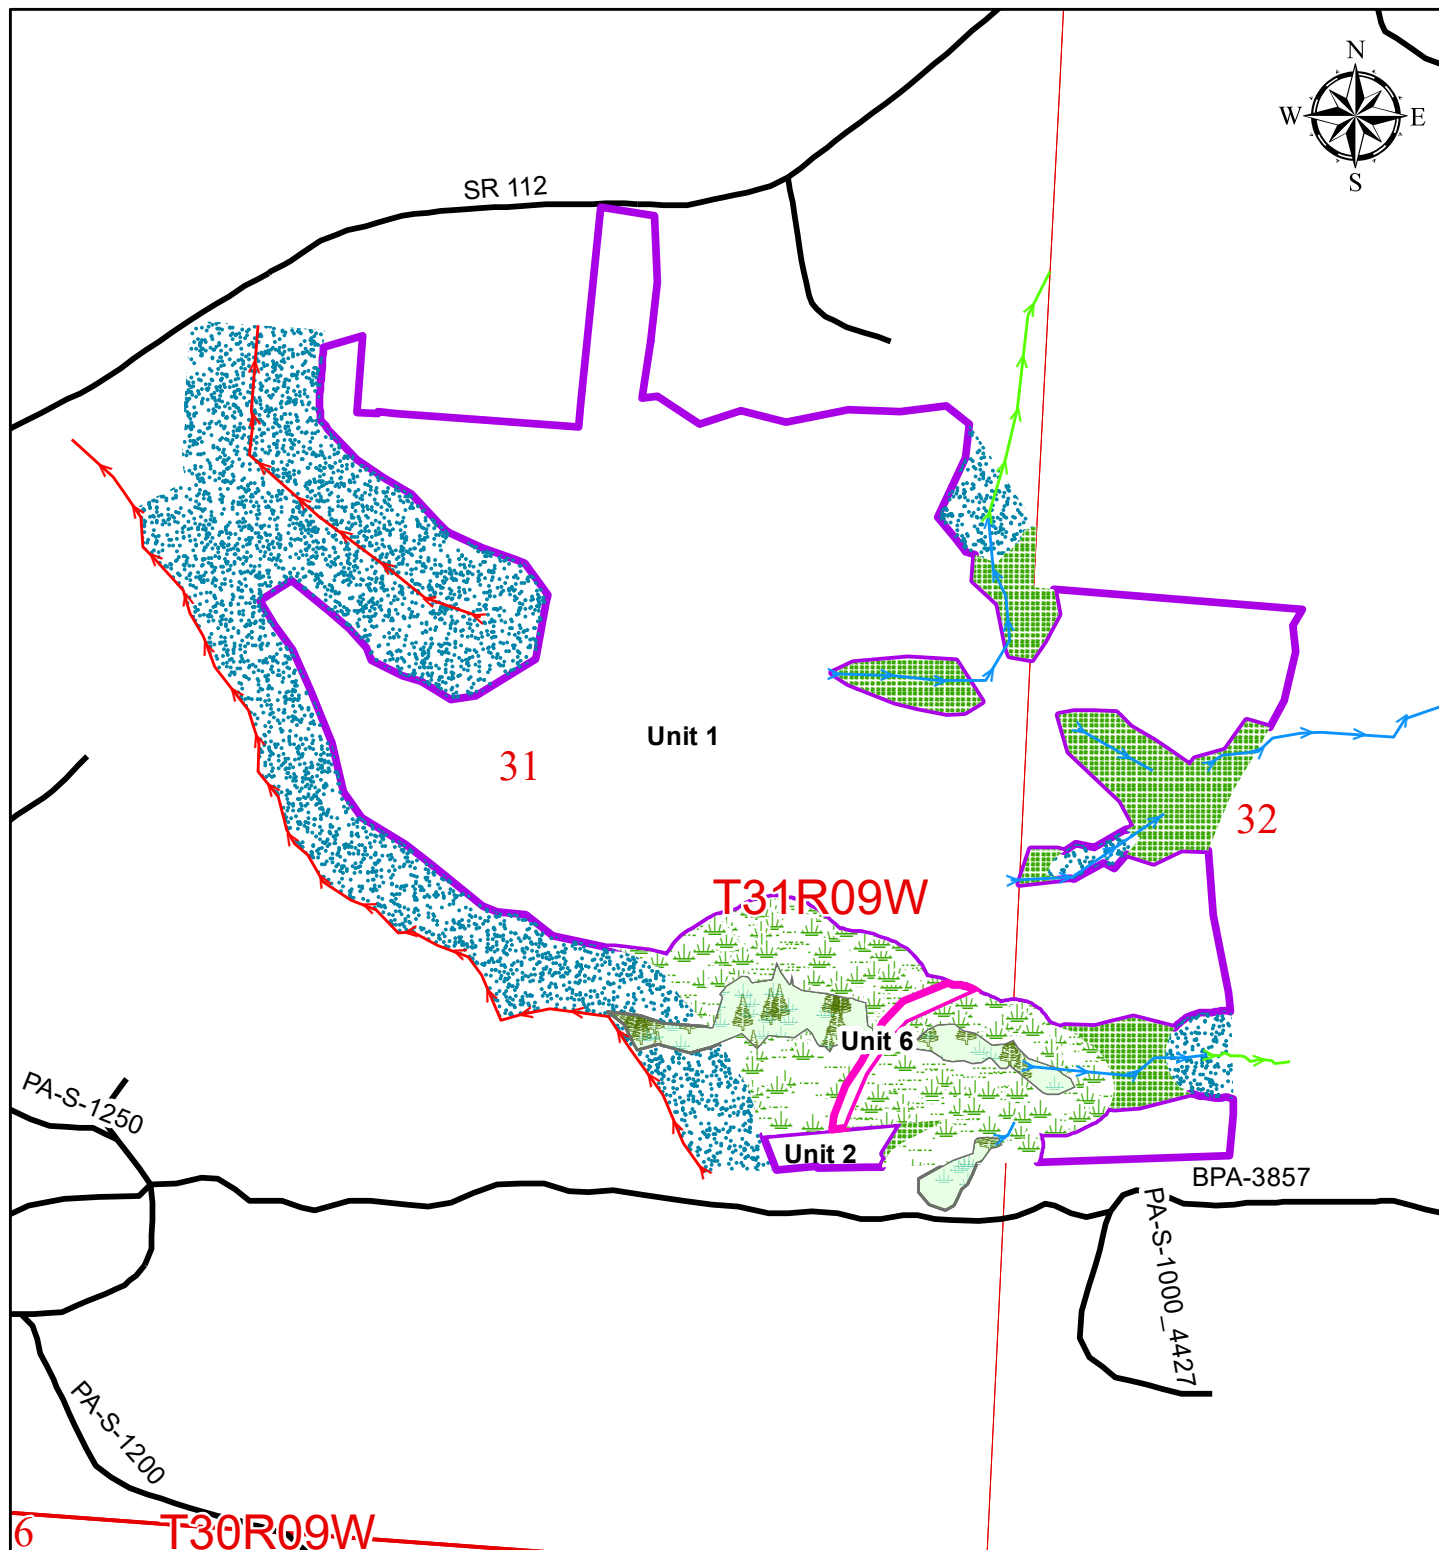 N
W
E
S
SR 112
Unit 1
31
32
T31R09W
Unit 6
Unit 2
PA-S-1250
BPA-3857
PA-S-1000_4427
PA-S-1200
6
T30R09W